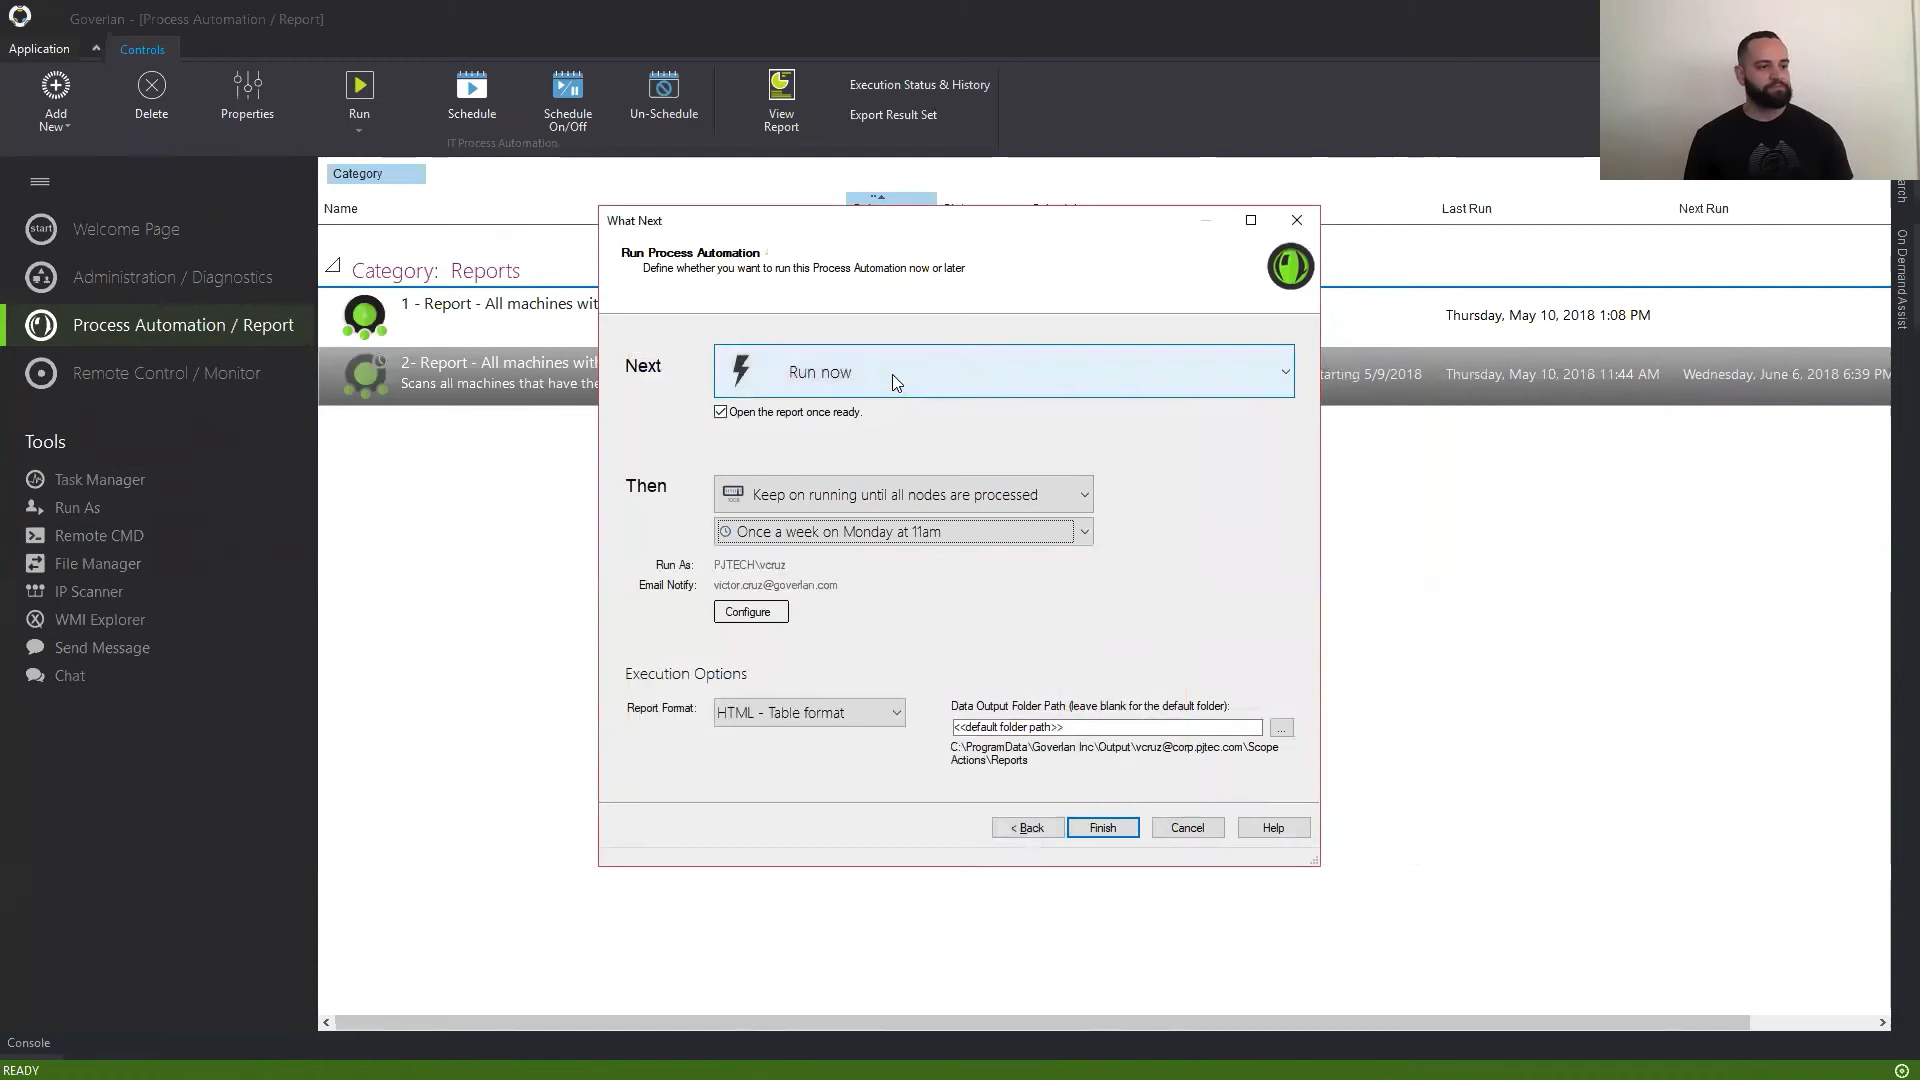 Goverlan - [Process Automation / Report]
Application
Controls
Add New
Delete
Properties
Run
Schedule
Schedule On/Off
Un-Schedule
View Report
Execution Status & History
Export Result Set
IT Process Automation
Category
Name
Last Run
Next Run
On Demand Assist
start
Welcome Page
Administration / Diagnostics
Process Automation / Report
Remote Control / Monitor
Tools
Task Manager
Run As
Remote CMD
File Manager
IP Scanner
WMI Explorer
Send Message
Chat
Category: Reports
1 - Report - All machines wit
Thursday, May 10, 2018 1:08 PM
2- Report - All machines with
Scans all machines that have the
tarting 5/9/2018
Thursday, May 10, 2018 11:44 AM
Wednesday, June 6, 2018 6:39 PM
What Next
Run Process Automation
Define whether you want to run this Process Automation now or later
Next
Run now
Open the report once ready.
Then
Keep on running until all nodes are processed
Once a week on Monday at 11am
Run As: PJTECH\vcruz
Email Notify: victor.cruz@goverlan.com
Configure
Execution Options
Report Format: HTML - Table format
Data Output Folder Path (leave blank for the default folder):
<<default folder path>>
...
C:\ProgramData\Goverlan Inc\Output\vcruz@corp.pjtec.com\Scope
Actions\Reports
< Back
Finish
Cancel
Help
Console
READY